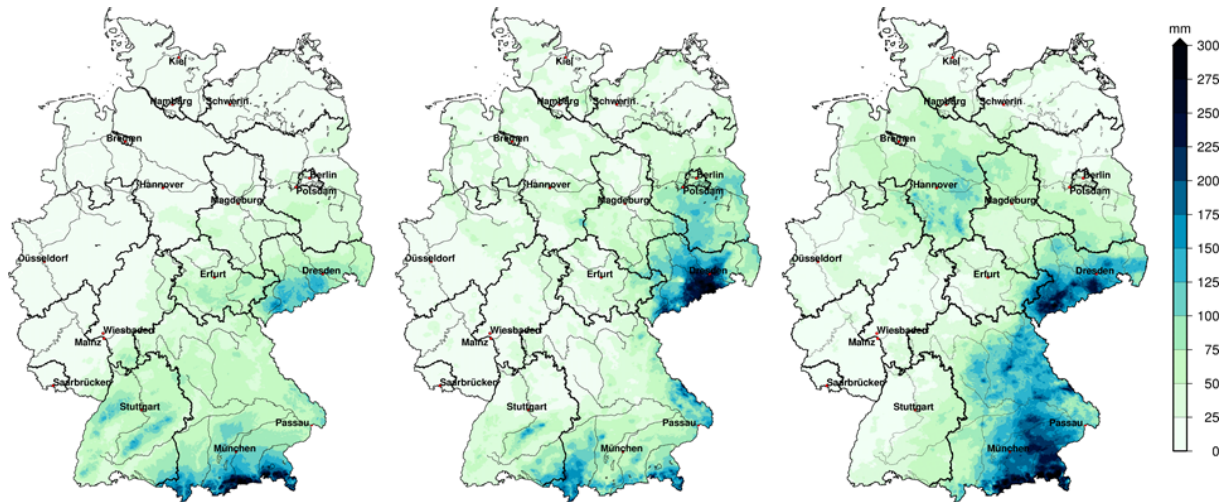 Kiel
Hamburg Schwerin
Bremen
Berlin
Hannover Potsdam
Magdeburg
Düsseldorf Erfurt Dresden
Wiesbaden
Mainz
Saarbrücken
Stuttgart
Passau
München
Kiel
Hamburg Schwerin
Bremen
Berlin
Hannover Potsdam
Magdeburg
Düsseldorf Erfurt Dresden
Wiesbaden
Mainz
Saarbrücken
Stuttgart
Passau
München
Kiel
Hamburg Schwerin
Bremen
Berlin
Hannover Potsdam
Magdeburg
Düsseldorf Erfurt Dresden
Wiesbaden
Mainz
Saarbrücken
Stuttgart
Passau
München
mm
300
275
250
225
200
175
150
125
100
75
50
25
0